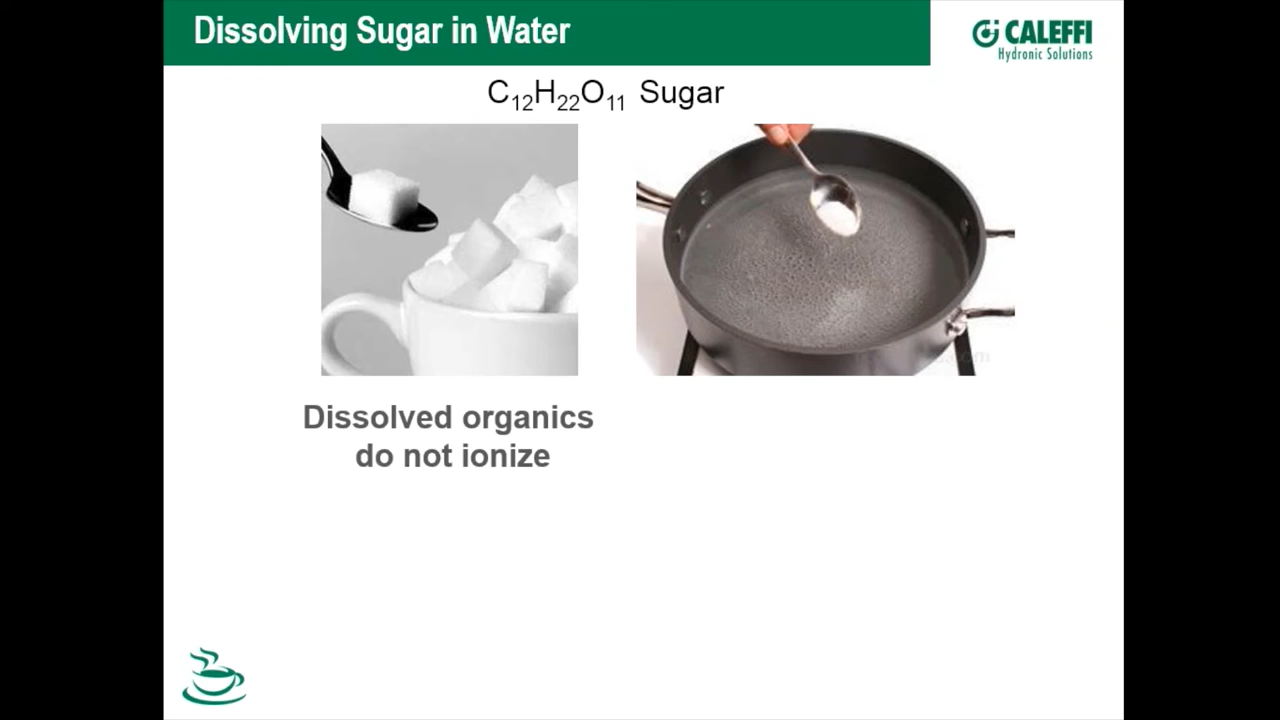 Dissolving Sugar in Water
CALEFFI
Hydronic Solutions
C₁₂H₂₂O₁₁ Sugar
Dissolved organics
do not ionize